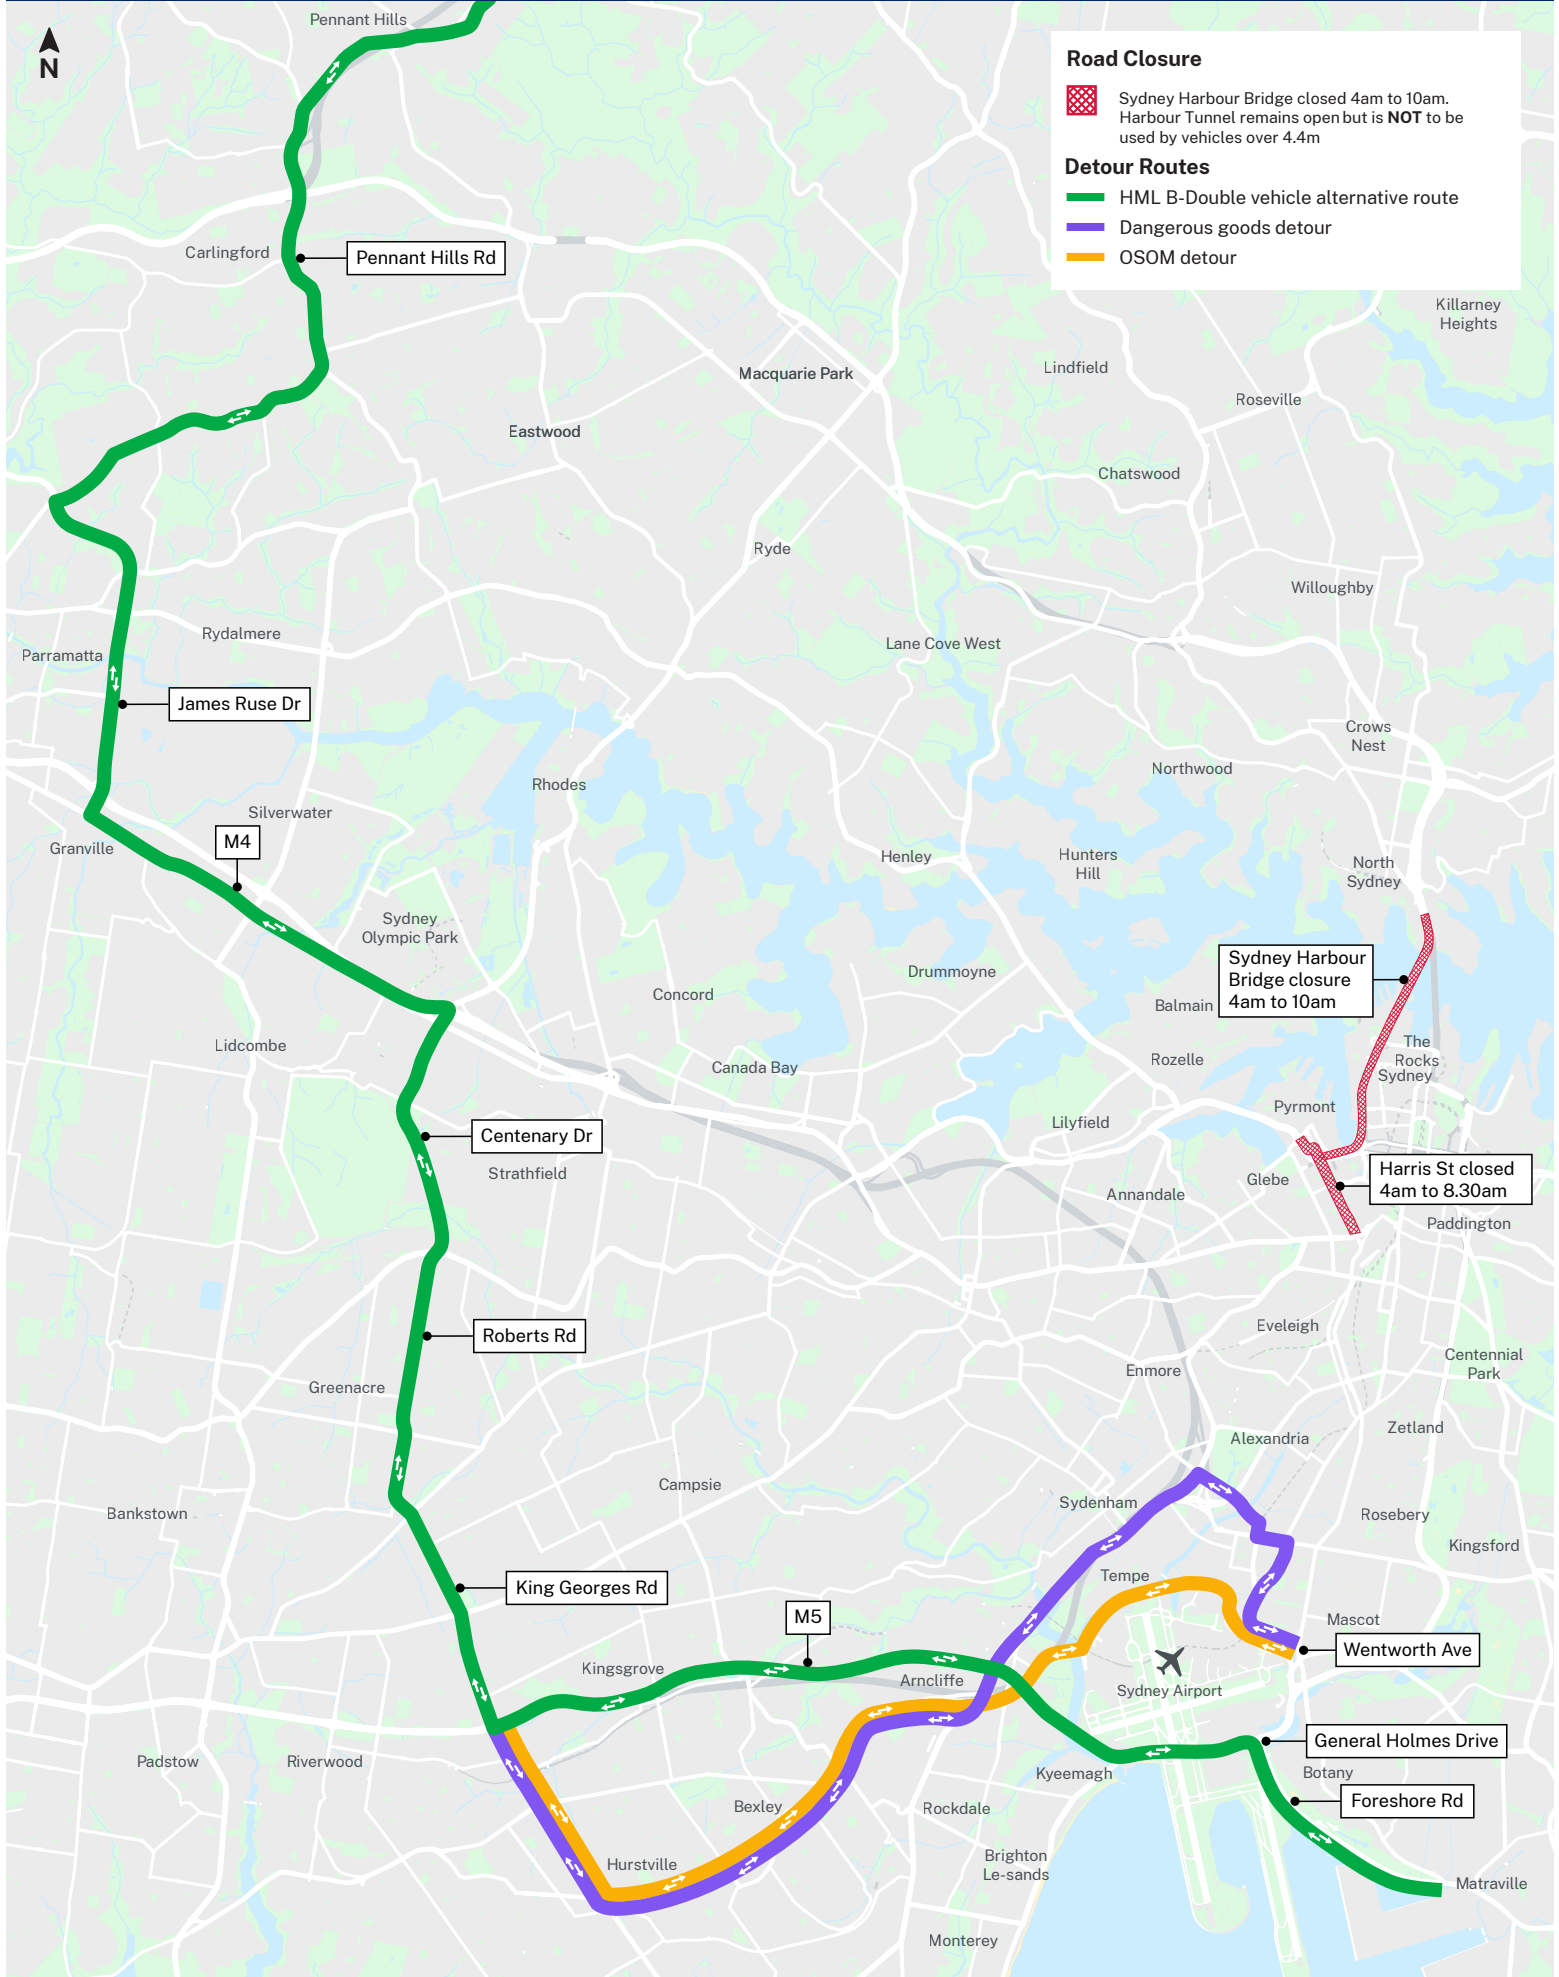 Pennant Hills
N
Road Closure
Sydney Harbour Bridge closed 4am to 10am.
Harbour Tunnel remains open but is NOT to be
used by vehicles over 4.4m
Detour Routes
HML B-Double vehicle alternative route
Dangerous goods detour
OSOM detour
Carlingford
Pennant Hills Rd
Killarney
Heights
Macquarie Park
Lindfield
Roseville
Eastwood
Chatswood
Ryde
Willoughby
Rydalmere
Lane Cove West
Parramatta
James Ruse Dr
Crows
Nest
Northwood
Rhodes
Silverwater
M4
Granville
Henley
Hunters
Hill
North
Sydney
Sydney
Olympic Park
Sydney Harbour
Bridge closure
4am to 10am
Drummoyne
Concord
Balmain
Lidcombe
The
Rocks
Sydney
Rozelle
Canada Bay
Pyrmont
Lilyfield
Centenary Dr
Strathfield
Glebe
Harris St closed
4am to 8.30am
Annandale
Paddington
Roberts Rd
Eveleigh
Centennial
Park
Enmore
Greenacre
Zetland
Alexandria
Campsie
Sydenham
Bankstown
Rosebery
Kingsford
Tempe
King Georges Rd
M5
Mascot
Wentworth Ave
Kingsgrove
Arncliffe
Sydney Airport
General Holmes Drive
Padstow
Riverwood
Kyeemagh
Botany
Foreshore Rd
Bexley
Rockdale
Hurstville
Brighton
Le-sands
Matraville
Monterey